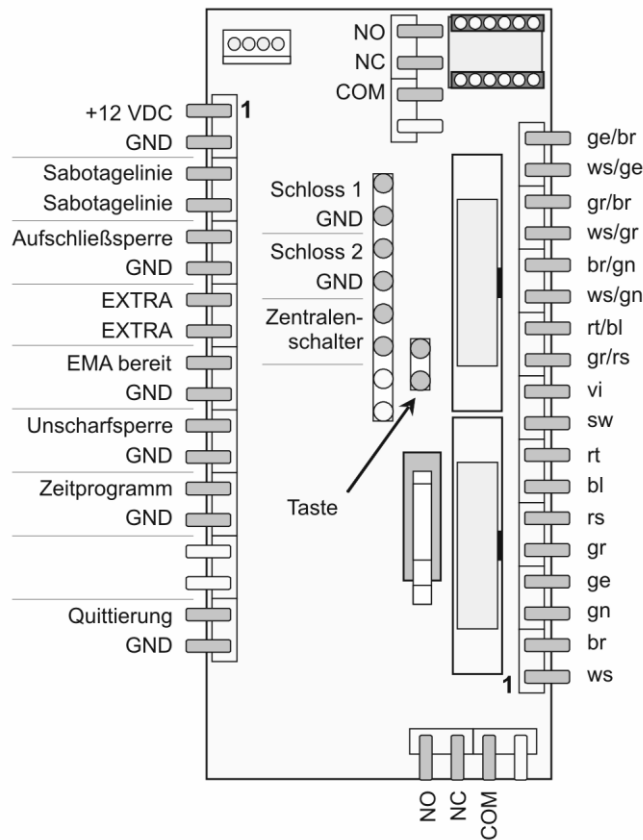 NO
NC
COM
1
+12 VDC
GND
Sabotagelinie
Sabotagelinie
Aufschließsperre
GND
EXTRA
EXTRA
EMA bereit
GND
Unscharfsperre
GND
Zeitprogramm
GND
Quittierung
GND
Schloss 1
GND
Schloss 2
GND
Zentralen-
schalter
Taste
ge/br
ws/ge
gr/br
ws/gr
br/gn
ws/gn
rt/bl
gr/rs
vi
sw
rt
bl
rs
gr
ge
gn
br
ws
1
NO
NC
COM